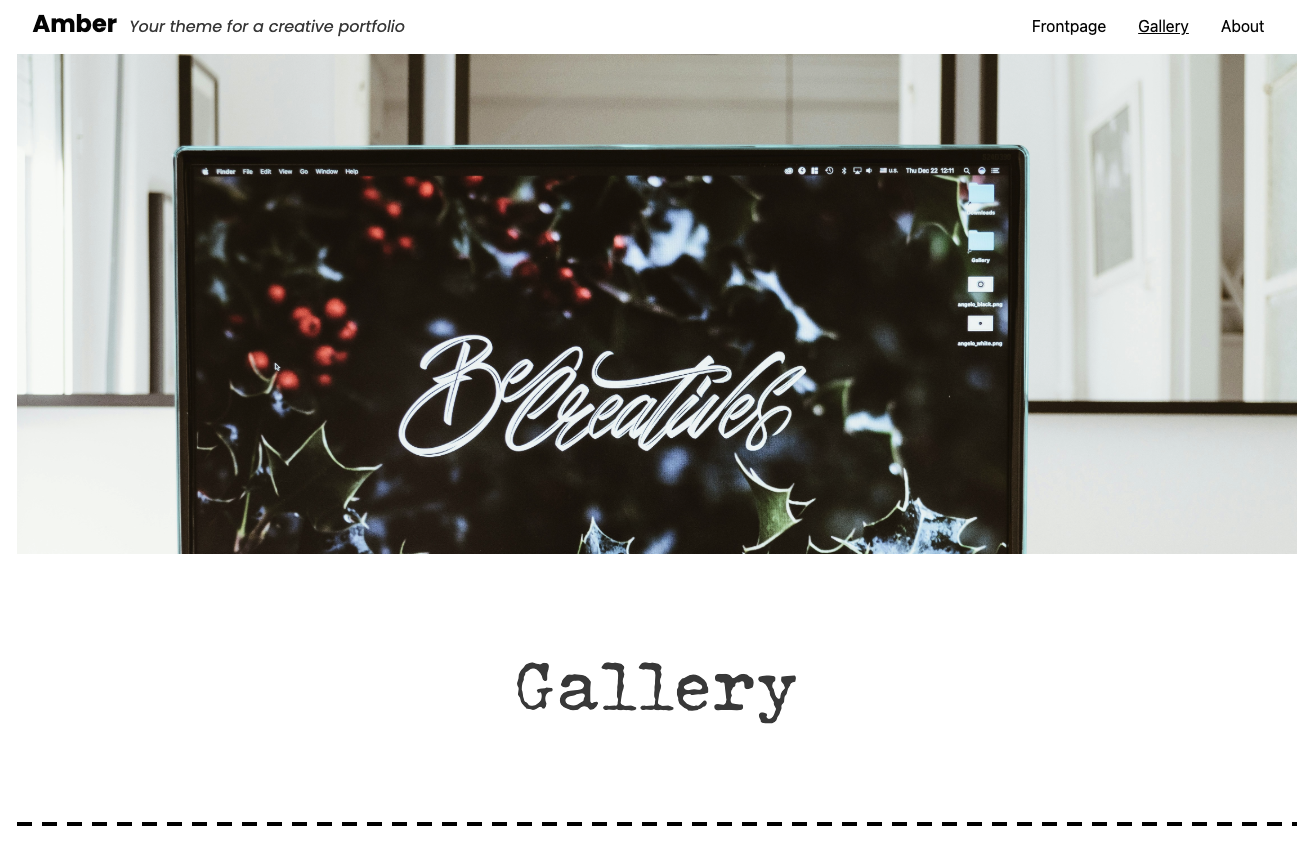 Amber Your theme for a creative portfolio Frontpage Gallery About
Finder File Edit View Go Window Help U.S. Thu Dec 22 12:11
Downloads
Gallery
angelo_black.png
angelo_white.png
Be Creatives
Gallery